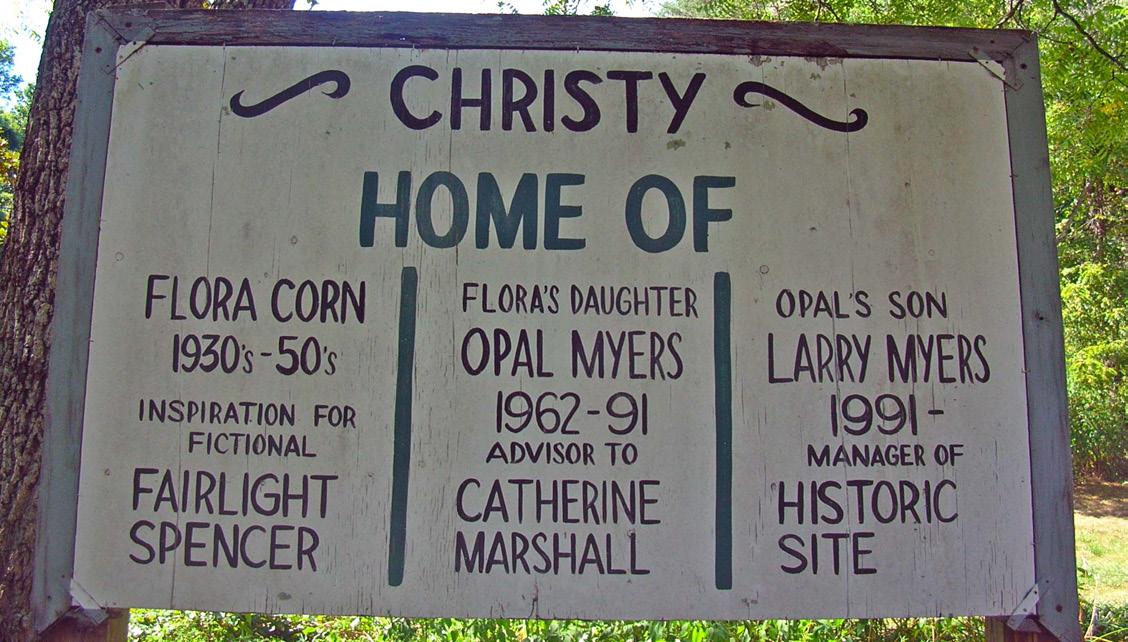 CHRISTY
HOME OF
FLORA CORN
1930's-50's
INSPIRATION FOR
FICTIONAL
FAIRLIGHT
SPENCER
FLORA'S DAUGHTER
OPAL MYERS
1962-91
ADVISOR TO
CATHERINE
MARSHALL
OPAL'S SON
LARRY MYERS
1991-
MANAGER OF
HISTORIC
SITE